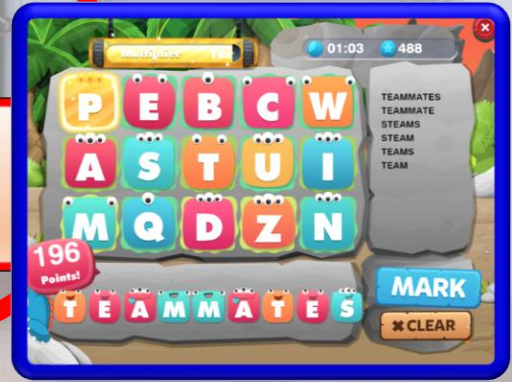 Multiplier
01:03 488
P E B C W
A S T U I
M Q D Z N
TEAMMATES
TEAMMATE
STEAMS
STEAM
TEAMS
TEAM
196
Points!
T E A M M A T E S
MARK
CLEAR